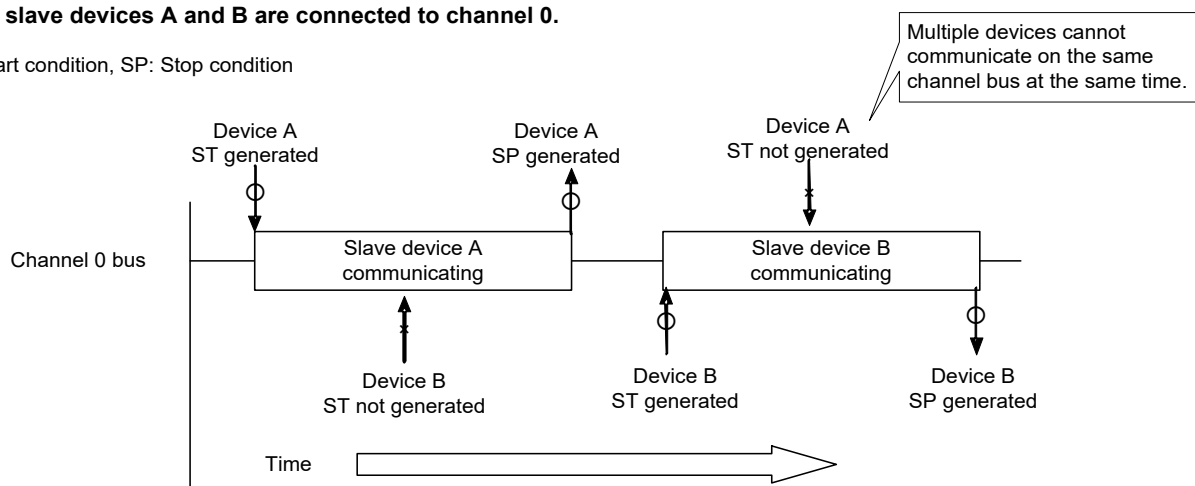 slave devices A and B are connected to channel 0.
art condition, SP: Stop condition
Multiple devices cannot
communicate on the same
channel bus at the same time.
Device A
ST generated
Device A
SP generated
Device A
ST not generated
Channel 0 bus
Slave device A
communicating
Slave device B
communicating
Device B
ST not generated
Device B
ST generated
Device B
SP generated
Time